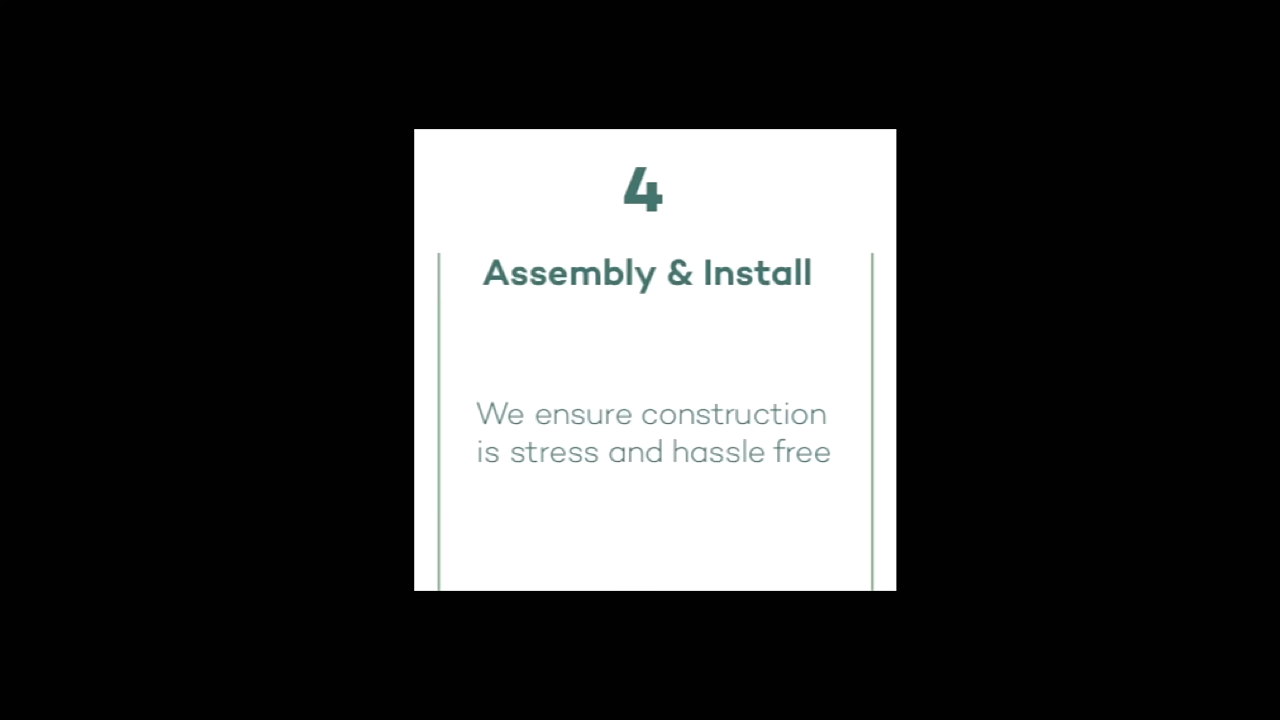 4
Assembly & Install
We ensure construction
is stress and hassle free